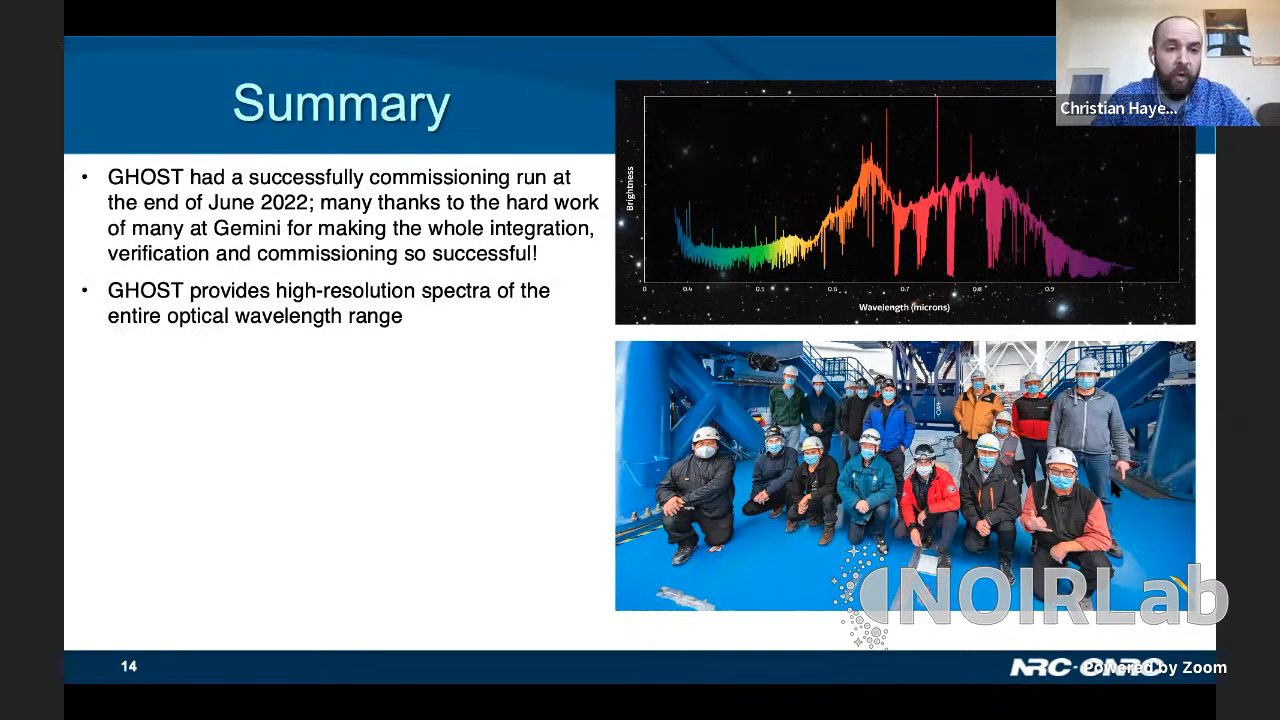 Summary
• GHOST had a successfully commissioning run at
the end of June 2022; many thanks to the hard work
of many at Gemini for making the whole integration,
verification and commissioning so successful!
• GHOST provides high-resolution spectra of the
entire optical wavelength range
Christian Haye...
Brightness
0 0.4 0.5 0.6 0.7 0.8 0.9 1
Wavelength (microns)
NOIRLab
14
NRC·CNRC
Powered by Zoom